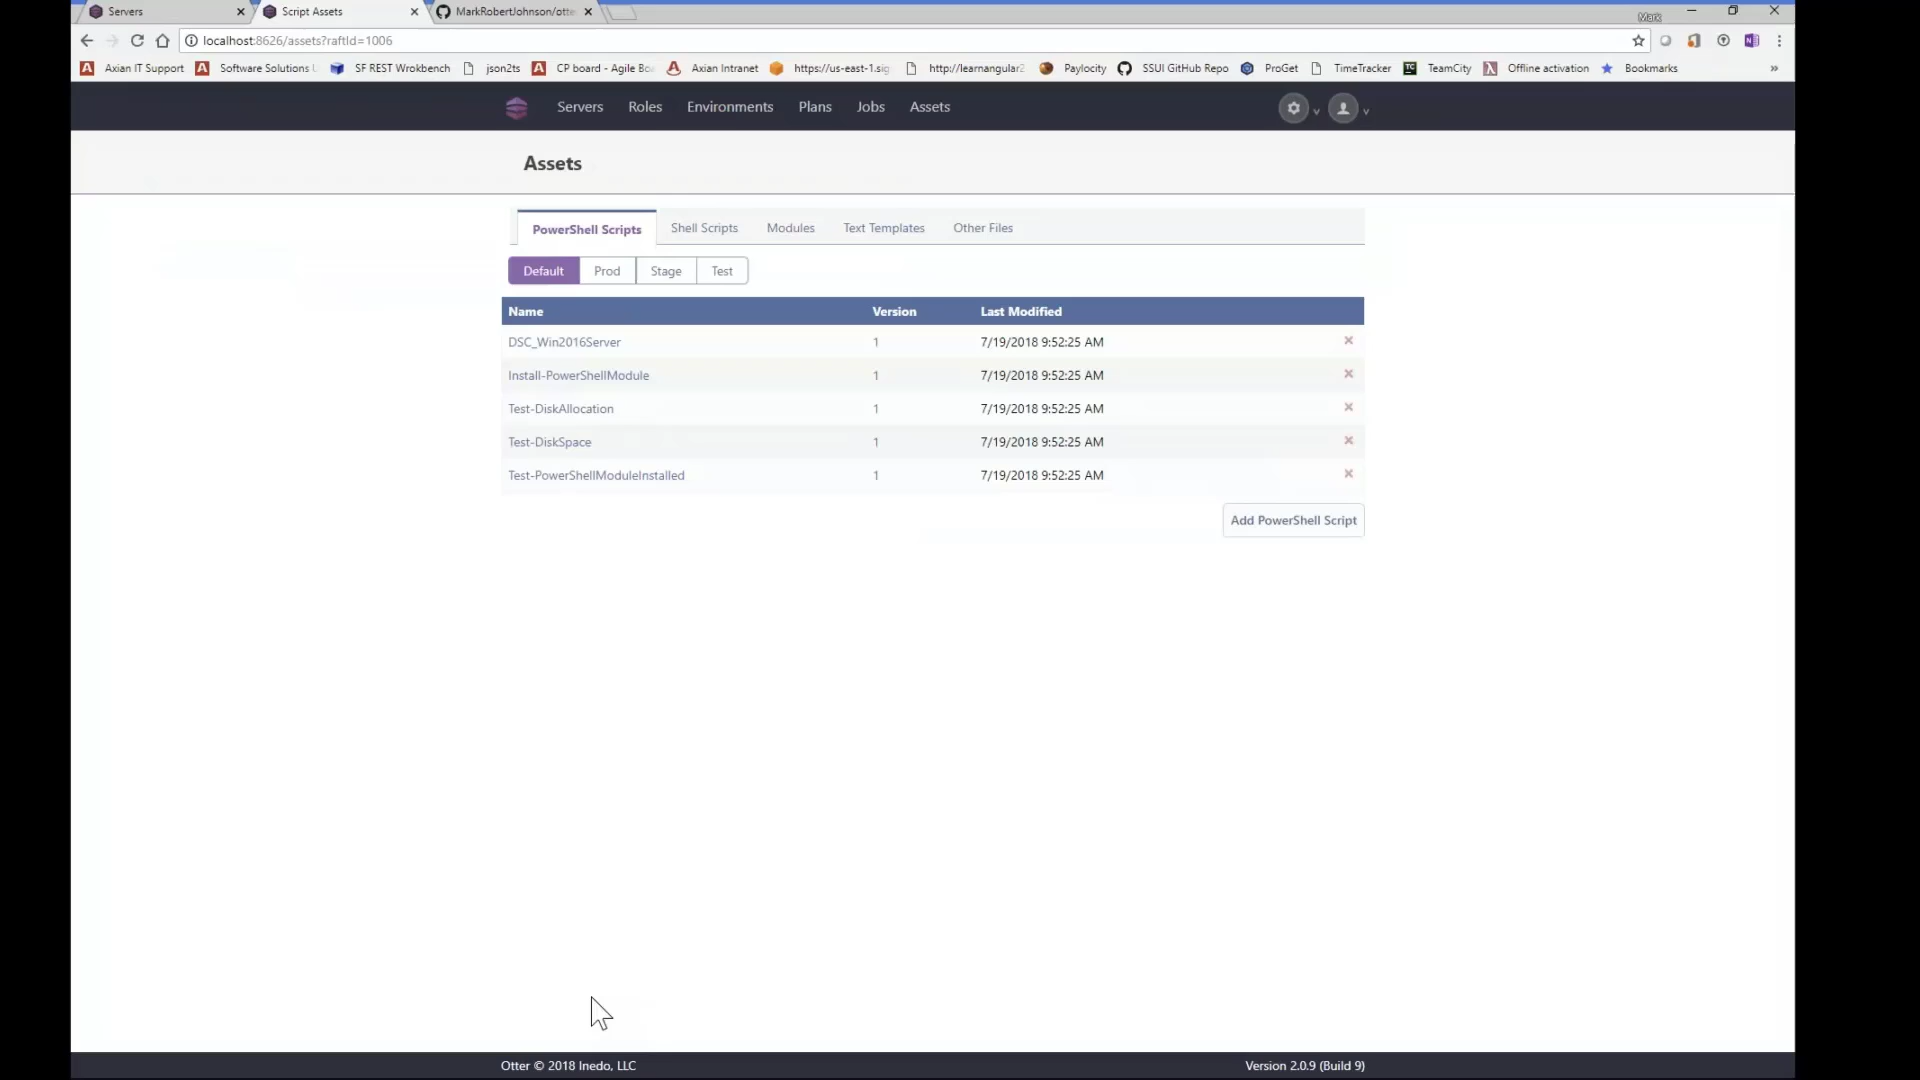 Servers
Script Assets
MarkRobertJohnson/otte
Mark
localhost:8626/assets?raftId=1006
Axian IT Support
Software Solutions
SF REST Wrokbench
json2ts
CP board - Agile Bo
Axian Intranet
https://us-east-1.sig
http://learnangular2
Paylocity
SSUI GitHub Repo
ProGet
TimeTracker
TeamCity
Offline activation
Bookmarks
»
Servers
Roles
Environments
Plans
Jobs
Assets
Assets
PowerShell Scripts
Shell Scripts
Modules
Text Templates
Other Files
Default
Prod
Stage
Test
Name Version Last Modified
DSC_Win2016Server 1 7/19/2018 9:52:25 AM
Install-PowerShellModule 1 7/19/2018 9:52:25 AM
Test-DiskAllocation 1 7/19/2018 9:52:25 AM
Test-DiskSpace 1 7/19/2018 9:52:25 AM
Test-PowerShellModuleInstalled 1 7/19/2018 9:52:25 AM
Add PowerShell Script
Otter © 2018 Inedo, LLC
Version 2.0.9 (Build 9)